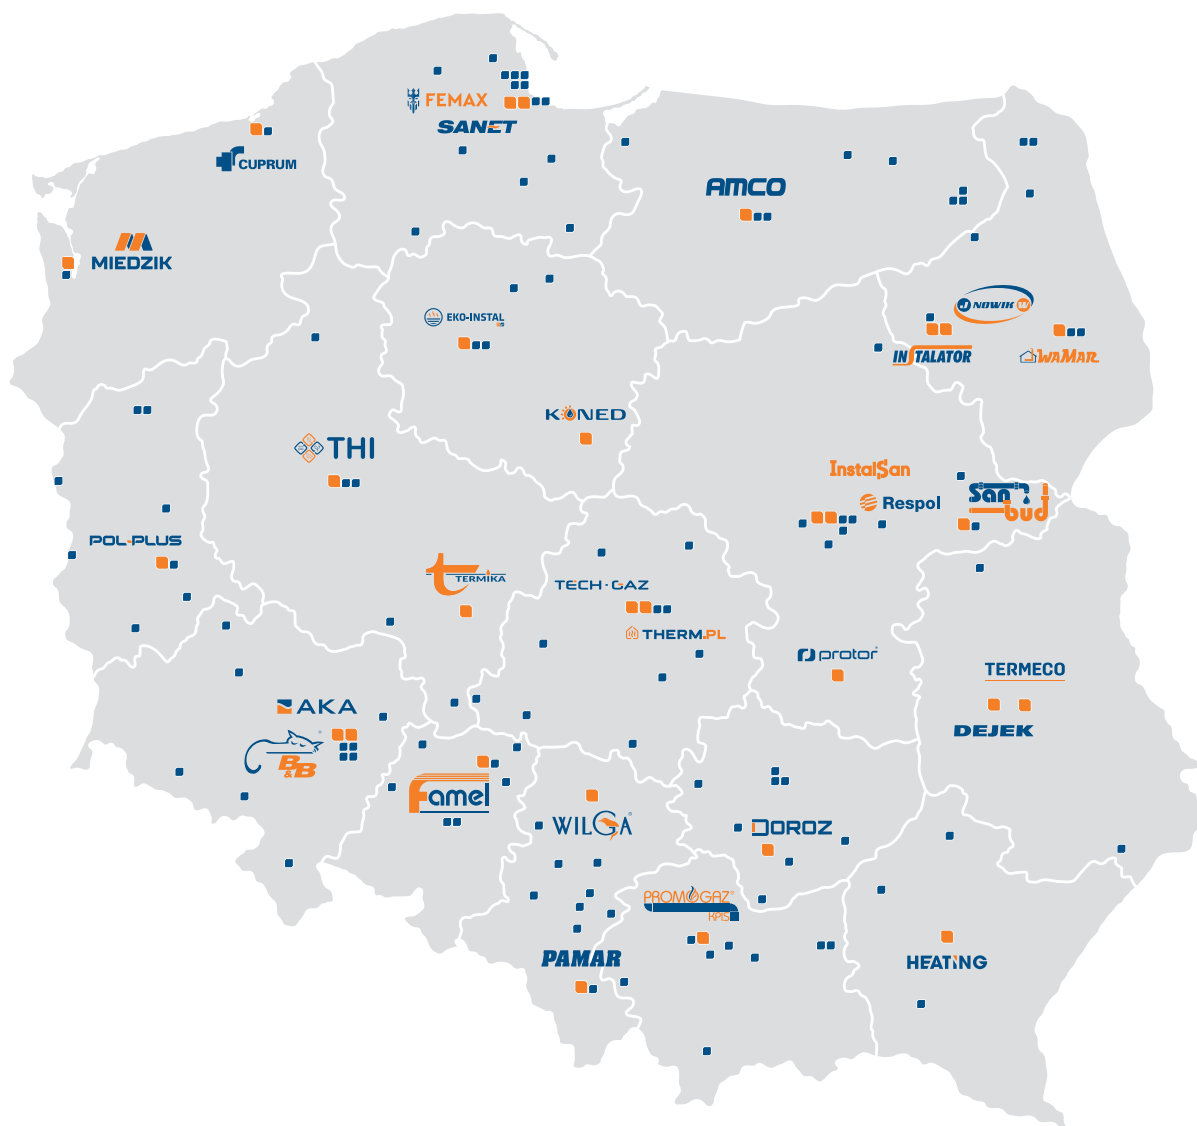 FEMAX
SANET
CUPRUM
AMCO
MIEDZIK
J NOWIK W
EKO-INSTAL
INSTALATOR
WAMAR
KONED
THI
InstalSan
Respol
San
bud
POL-PLUS
TERMIKA
TECH-GAZ
THERM.PL
protor
TERMECO
AKA
DEJEK
B&B
Famel
WILGA
DOROZ
PROMOGAZ®
KPIS
PAMAR
HEATING